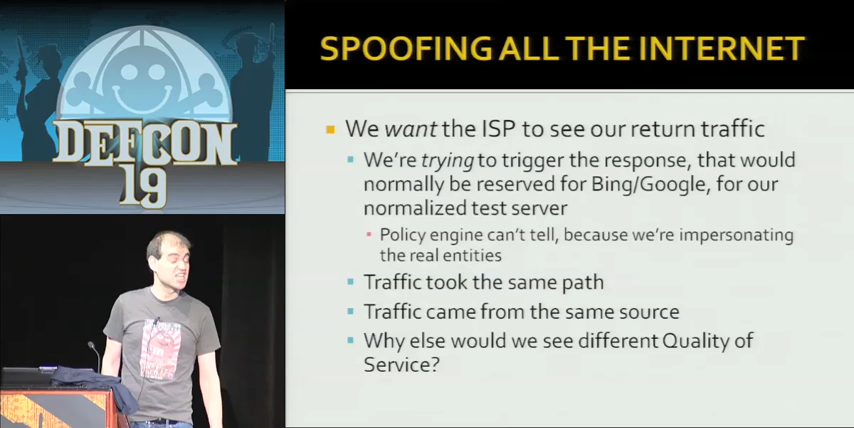 DEFCON
19
SPOOFING ALL THE INTERNET
We want the ISP to see our return traffic
We're trying to trigger the response, that would
normally be reserved for Bing/Google, for our
normalized test server
Policy engine can't tell, because we're impersonating
the real entities
Traffic took the same path
Traffic came from the same source
Why else would we see different Quality of
Service?